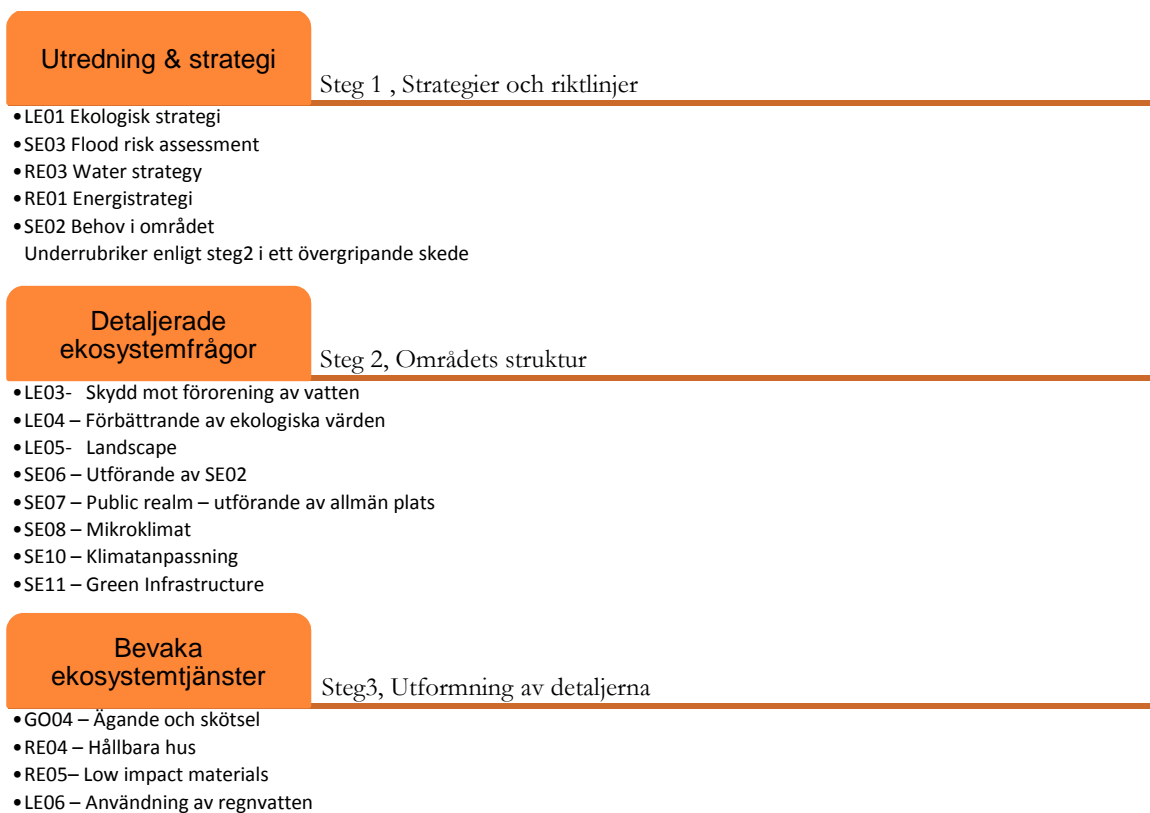 Utredning & strategi
Steg 1 , Strategier och riktlinjer
•LE01 Ekologisk strategi
•SE03 Flood risk assessment
•RE03 Water strategy
•RE01 Energistrategi
•SE02 Behov i området
Underrubriker enligt steg2 i ett övergripande skede
Detaljerade
ekosystemfrågor
Steg 2, Områdets struktur
•LE03- Skydd mot förorening av vatten
•LE04 – Förbättrande av ekologiska värden
•LE05- Landscape
•SE06 – Utförande av SE02
•SE07 – Public realm – utförande av allmän plats
•SE08 – Mikroklimat
•SE10 – Klimatanpassning
•SE11 – Green Infrastructure
Bevaka
ekosystemtjänster
Steg3, Utformning av detaljerna
•GO04 – Ägande och skötsel
•RE04 – Hållbara hus
•RE05– Low impact materials
•LE06 – Användning av regnvatten